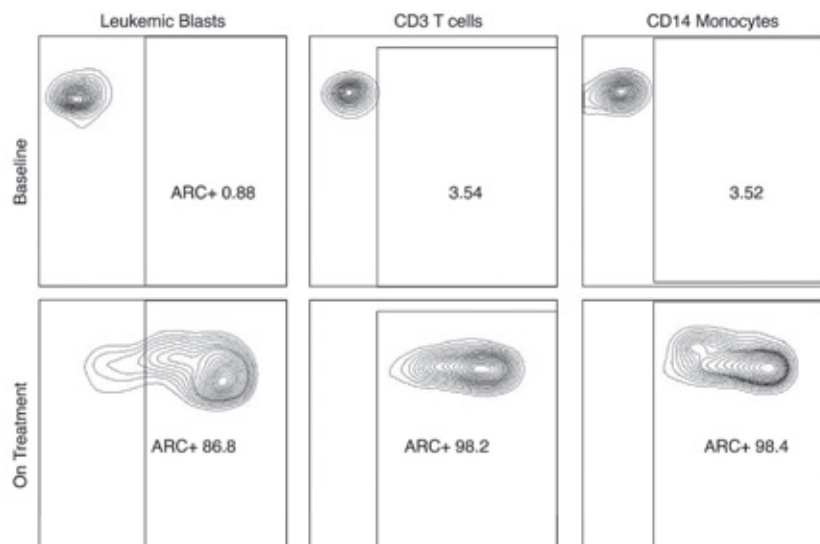 Leukemic Blasts CD3 T cells CD14 Monocytes
Baseline
ARC+ 0.88 3.54 3.52
On Treatment
ARC+ 86.8 ARC+ 98.2 ARC+ 98.4